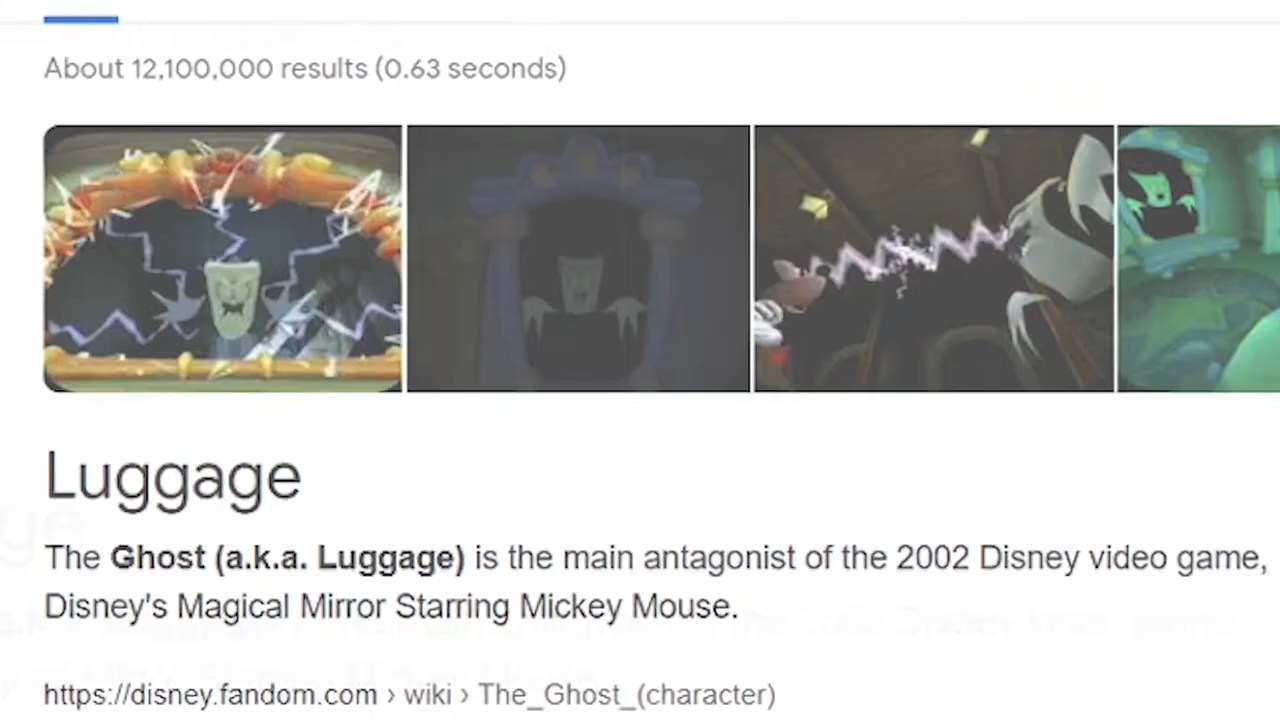 About 12,100,000 results (0.63 seconds)
Luggage
The Ghost (a.k.a. Luggage) is the main antagonist of the 2002 Disney video game,
Disney's Magical Mirror Starring Mickey Mouse.
https://disney.fandom.com › wiki › The_Ghost_(character)